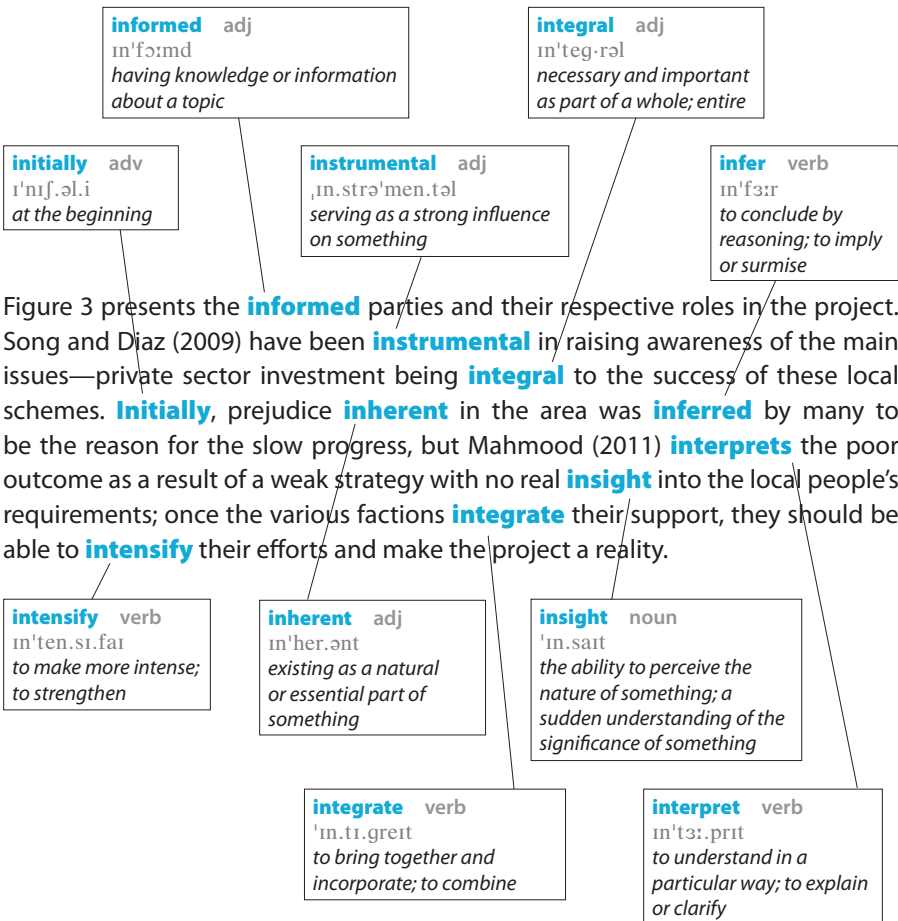 informed adj
ɪnˈfɔːmd
having knowledge or information
about a topic
integral adj
ɪnˈteg·rəl
necessary and important
as part of a whole; entire
initially adv
ɪˈnɪʃ.əl.i
at the beginning
instrumental adj
ˌɪn.strəˈmen.təl
serving as a strong influence
on something
infer verb
ɪnˈfɜːr
to conclude by
reasoning; to imply
or surmise
Figure 3 presents the informed parties and their respective roles in the project.
Song and Diaz (2009) have been instrumental in raising awareness of the main
issues—private sector investment being integral to the success of these local
schemes. Initially, prejudice inherent in the area was inferred by many to
be the reason for the slow progress, but Mahmood (2011) interprets the poor
outcome as a result of a weak strategy with no real insight into the local people’s
requirements; once the various factions integrate their support, they should be
able to intensify their efforts and make the project a reality.
intensify verb
ɪnˈten.sɪ.faɪ
to make more intense;
to strengthen
inherent adj
ɪnˈher.ənt
existing as a natural
or essential part of
something
insight noun
ˈɪn.saɪt
the ability to perceive the
nature of something; a
sudden understanding of the
significance of something
integrate verb
ˈɪn.tɪ.greɪt
to bring together and
incorporate; to combine
interpret verb
ɪnˈtɜː.prɪt
to understand in a
particular way; to explain
or clarify